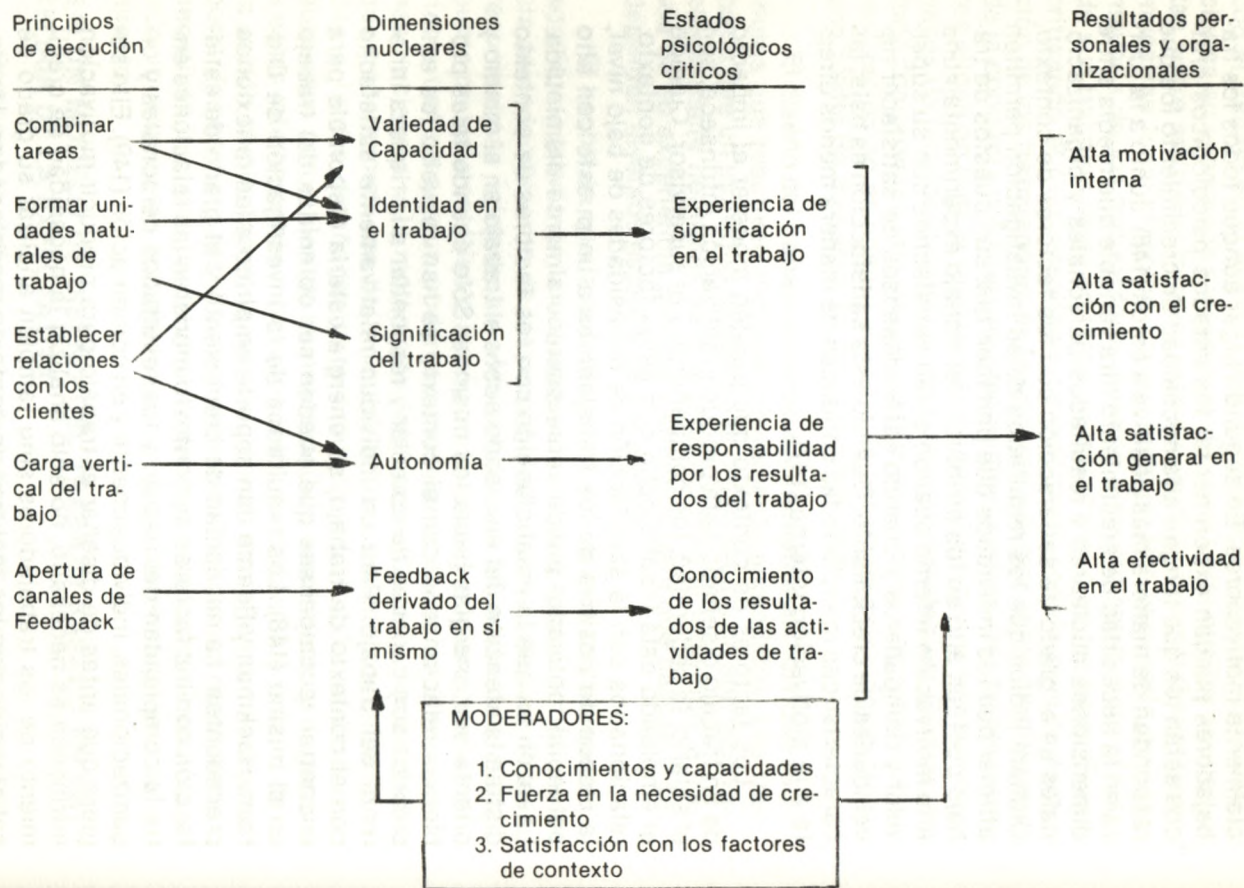 Principios
de ejecución
Combinar
tareas
Formar uni-
dades natu-
rales de
trabajo
Establecer
relaciones
con los
clientes
Carga verti-
cal del tra-
bajo
Apertura de
canales de
Feedback
Dimensiones
nucleares
Variedad de
Capacidad
Identidad en
el trabajo
Significación
del trabajo
Autonomía
Feedback
derivado del
trabajo en sí
mismo
Estados
psicológicos
criticos
Experiencia de
significación
en el trabajo
Experiencia de
responsabilidad
por los resulta-
dos del trabajo
Conocimiento
de los resulta-
dos de las acti-
vidades de tra-
bajo
Resultados per-
sonales y orga-
nizacionales
Alta motivación
interna
Alta satisfac-
ción con el cre-
cimiento
Alta satisfac-
ción general en
el trabajo
Alta efectividad
en el trabajo
MODERADORES:
1. Conocimientos y capacidades
2. Fuerza en la necesidad de cre-
cimiento
3. Satisfacción con los factores
de contexto